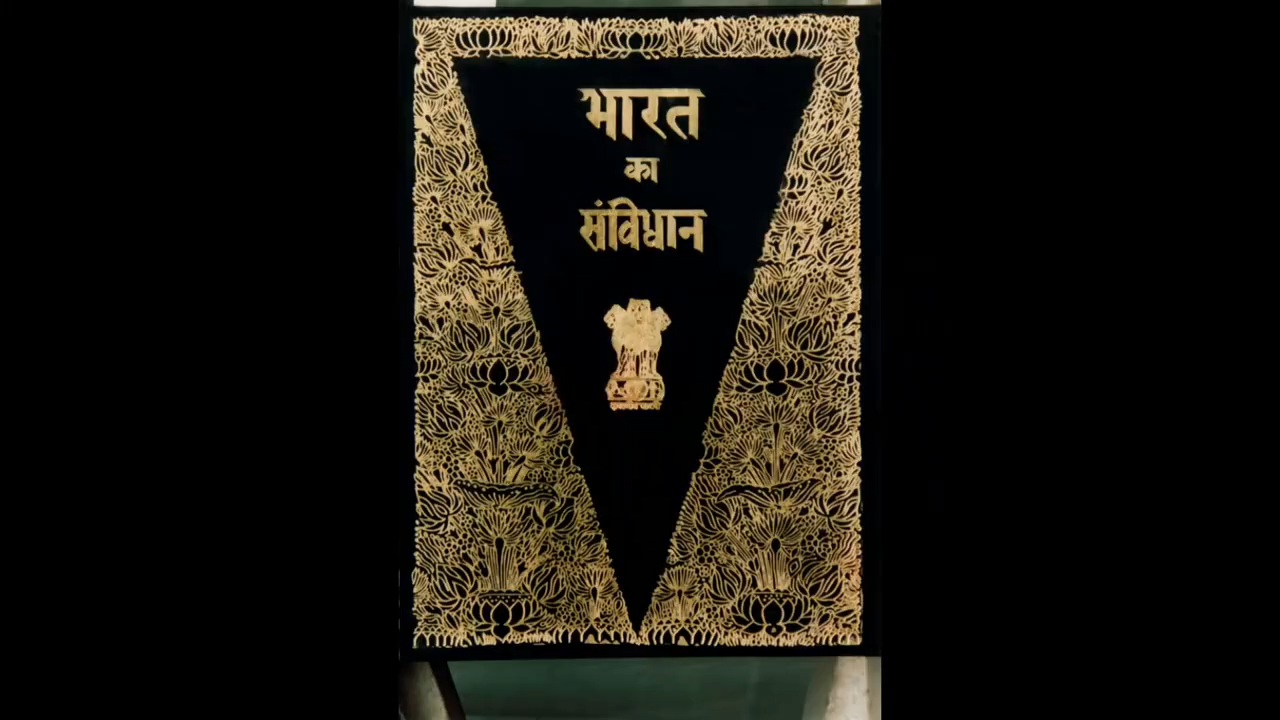 भारत
का
संविधान